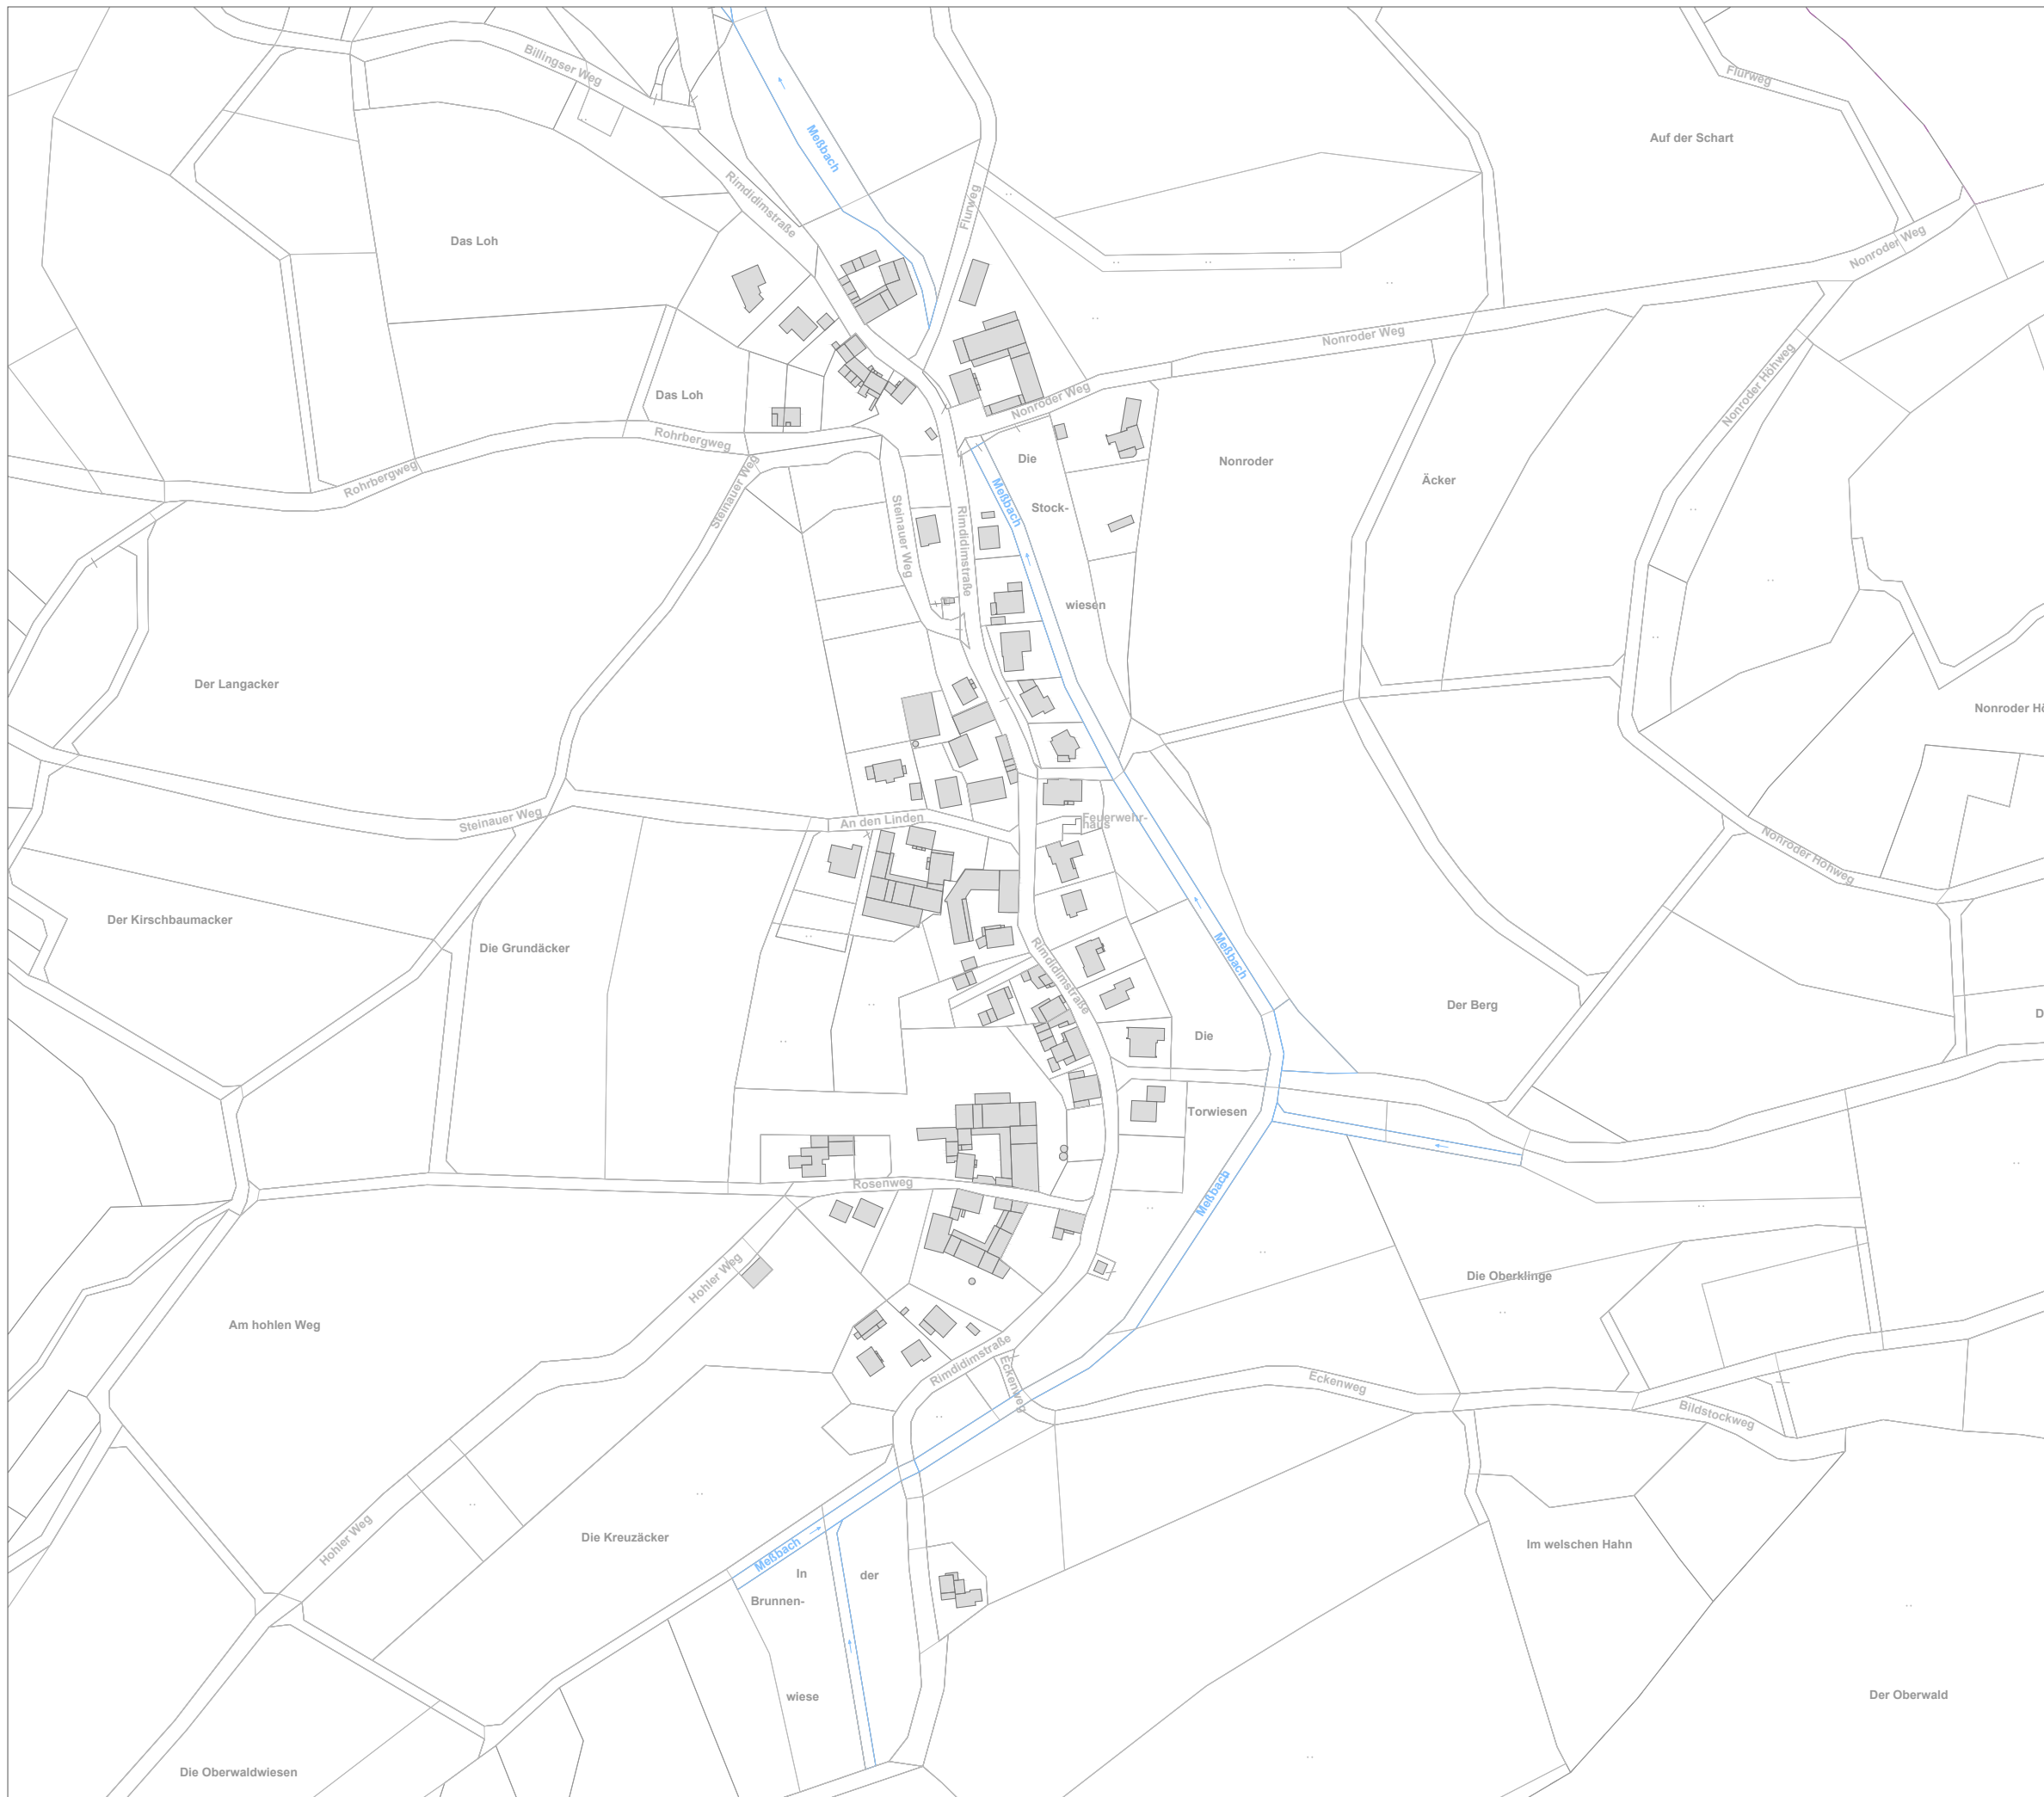 Billingser Weg
Flurweg
Meßbach
Auf der Schart
Rimdidimstraße
Flurweg
Das Loh
Nonroder Weg
Nonroder Weg
Nonroder Höhweg
Das Loh
Nonroder Weg
Rohrbergweg
Rohrbergweg
Steinauer Weg
Die
Nonroder
Äcker
Meßbach
Stock-
Steinauer Weg
Rimdidimstraße
wiesen
Der Langacker
Nonroder Hö
Steinauer Weg
An den Linden
Feuerwehr-
haus
Nonroder Höhweg
Der Kirschbaumacker
Die Grundäcker
Meßbach
Rimdidimstraße
Der Berg
D
Die
Torwiesen
Rosenweg
Meßbach
Hohler Weg
Die Oberklinge
Am hohlen Weg
Rimdidimstraße
Eckenweg
Eckenweg
Bildstockweg
Hohler Weg
Die Kreuzäcker
Meßbach
Im welschen Hahn
In
der
Brunnen-
wiese
Der Oberwald
Die Oberwaldwiesen